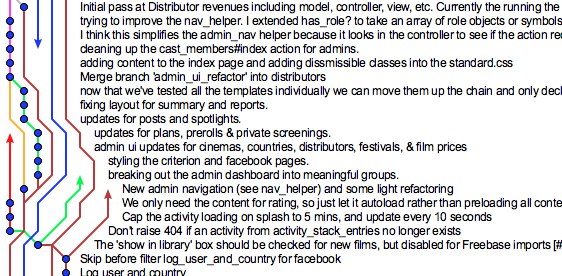 Initial pass at Distributor revenues including model, controller, view, etc. Currently the running the
trying to improve the nav_helper. I extended has_role? to take an array of role objects or symbols
I think this simplifies the admin_nav helper because it looks in the controller to see if the action re
cleaning up the cast_members#index action for admins.
adding content to the index page and adding dismissible classes into the standard.css
Merge branch 'admin_ui_refactor' into distributors
now that we've tested all the templates individually we can move them up the chain and only decl
fixing layout for summary and reports.
updates for posts and spotlights.
updates for plans, prerolls & private screenings.
admin ui updates for cinemas, countries, distributors, festivals, & film prices
styling the criterion and facebook pages.
breaking out the admin dashboard into meaningful groups.
New admin navigation (see nav_helper) and some light refactoring
We only need the content for rating, so just let it autoload rather than preloading all conte
Cap the activity loading on splash to 5 mins, and update every 10 seconds
Don't raise 404 if an activity from activity_stack_entries no longer exists
The 'show in library' box should be checked for new films, but disabled for Freebase imports [#
Skip before filter log_user_and_country for facebook
Log user and country